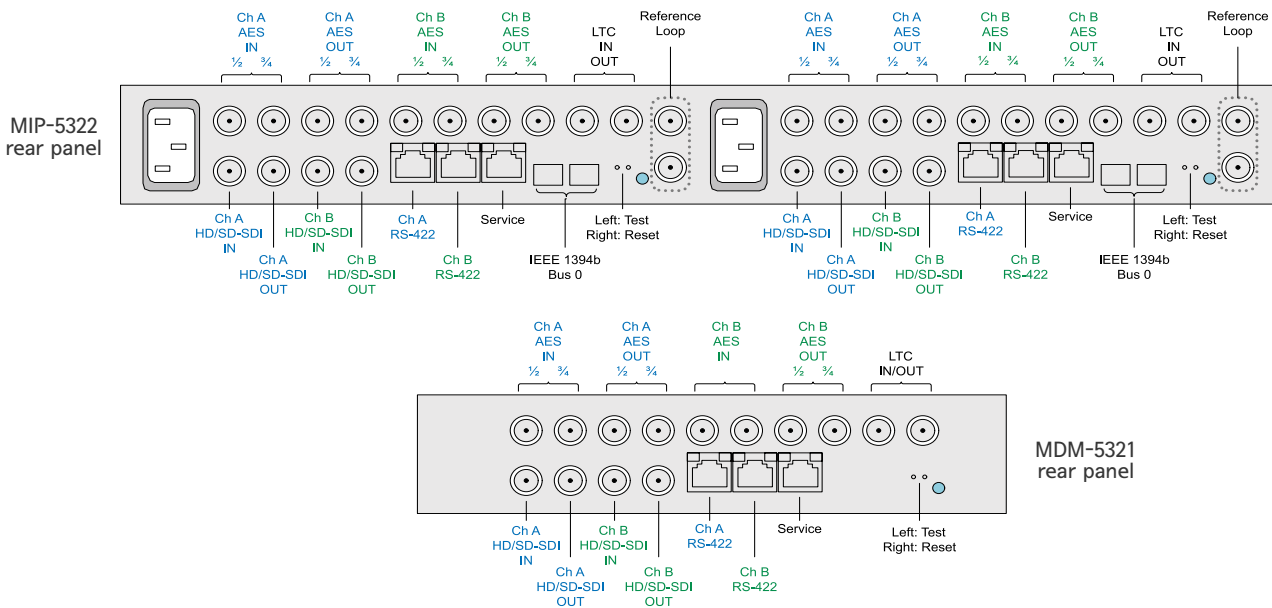 Ch A
AES
IN
½ ¾
Ch A
AES
OUT
½ ¾
Ch B
AES
IN
½ ¾
Ch B
AES
OUT
½ ¾
LTC
IN
OUT
Reference
Loop
Ch A
AES
IN
½ ¾
Ch A
AES
OUT
½ ¾
Ch B
AES
IN
½ ¾
Ch B
AES
OUT
½ ¾
LTC
IN
OUT
Reference
Loop
MIP-5322
rear panel
Ch A
HD/SD-SDI
IN
Ch A
HD/SD-SDI
OUT
Ch B
HD/SD-SDI
IN
Ch B
HD/SD-SDI
OUT
Ch A
RS-422
Ch B
RS-422
Service
IEEE 1394b
Bus 0
Left: Test
Right: Reset
Ch A
HD/SD-SDI
IN
Ch A
HD/SD-SDI
OUT
Ch B
HD/SD-SDI
IN
Ch B
HD/SD-SDI
OUT
Ch A
RS-422
Ch B
RS-422
Service
IEEE 1394b
Bus 0
Left: Test
Right: Reset
Ch A
AES
IN
½ ¾
Ch A
AES
OUT
½ ¾
Ch B
AES
IN
Ch B
AES
OUT
½ ¾
LTC
IN/OUT
MDM-5321
rear panel
Ch A
HD/SD-SDI
IN
Ch A
HD/SD-SDI
OUT
Ch B
HD/SD-SDI
IN
Ch B
HD/SD-SDI
OUT
Ch A
RS-422
Ch B
RS-422
Service
Left: Test
Right: Reset